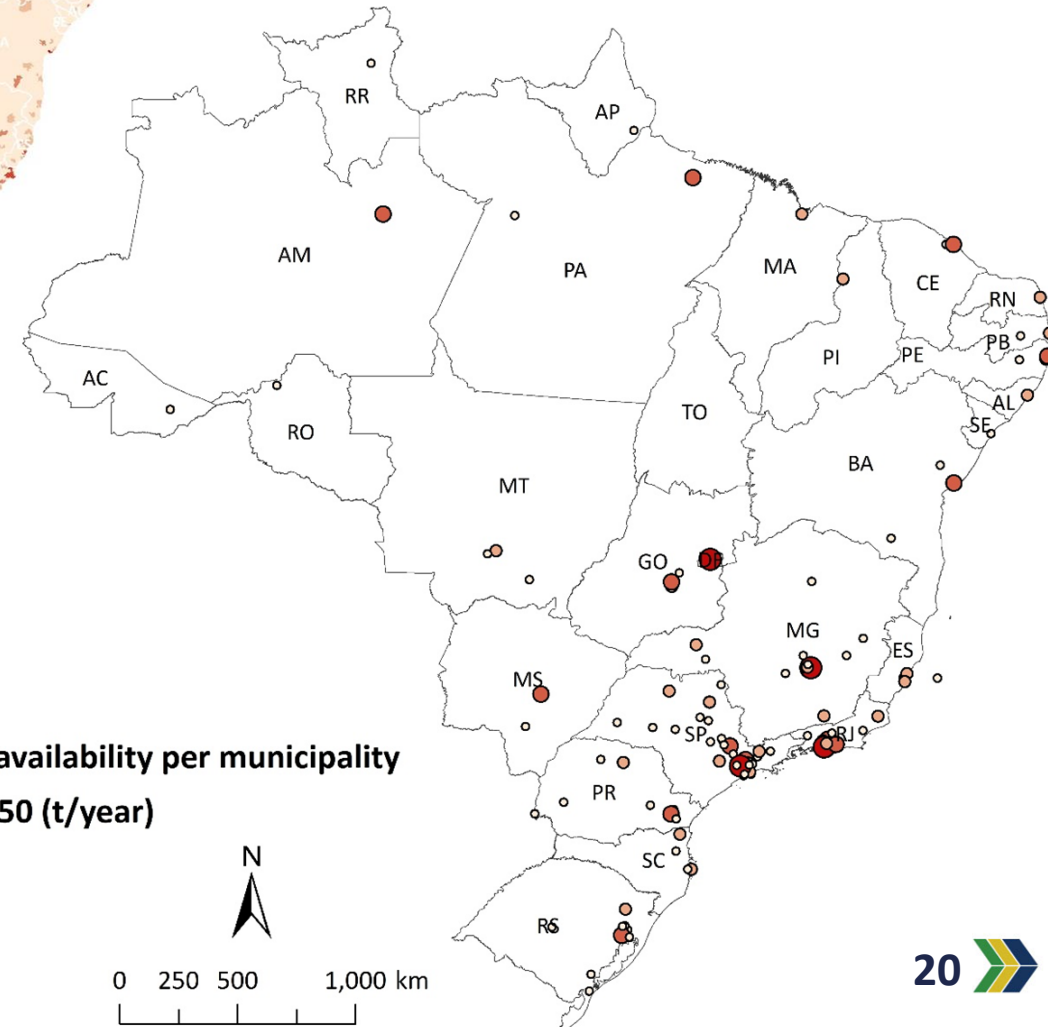 RR
AP
AM
PA
MA
CE
RN
PB
PE
PI
AC
AL
SE
TO
RO
BA
MT
GO
DF
MG
ES
MS
SP
RJ
PR
SC
RS
availability per municipality
50 (t/year)
N
0 250 500 1,000 km
20